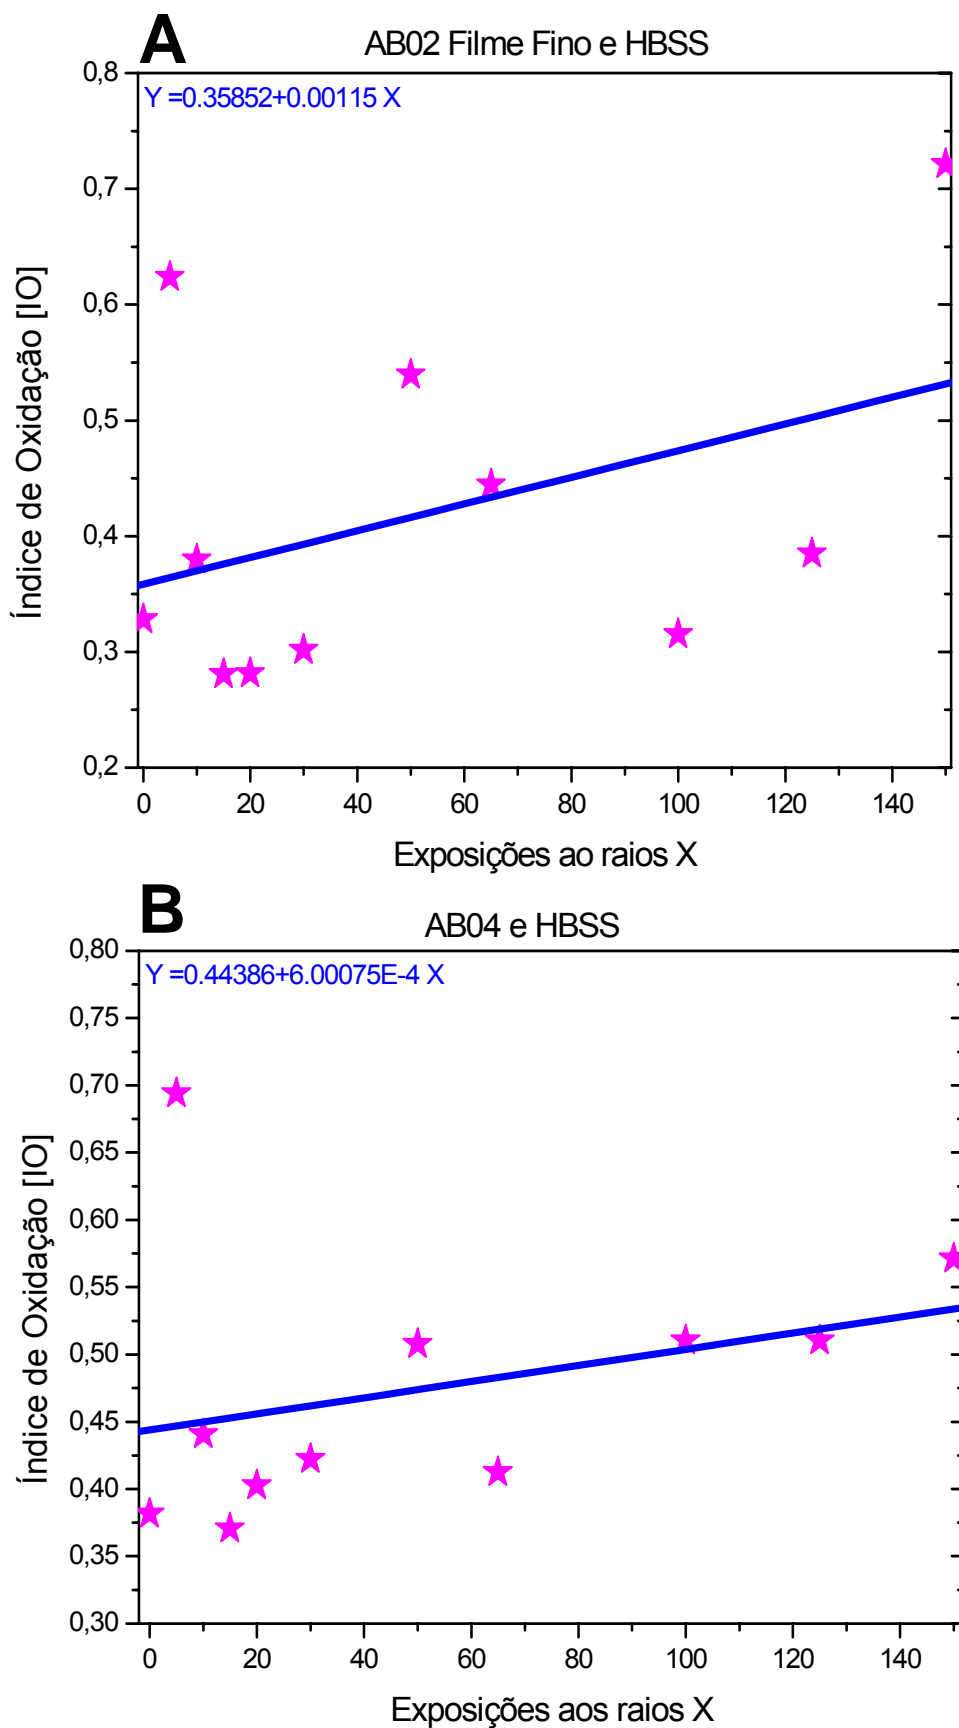 A
AB02 Filme Fino e HBSS
Y =0.35852+0.00115 X
0,8
0,7
0,6
0,5
0,4
0,3
0,2
Índice de Oxidação [IO]
0 20 40 60 80 100 120 140
Exposições ao raios X
B
AB04 e HBSS
Y =0.44386+6.00075E-4 X
0,80
0,75
0,70
0,65
0,60
0,55
0,50
0,45
0,40
0,35
0,30
Índice de Oxidação [IO]
0 20 40 60 80 100 120 140
Exposições aos raios X